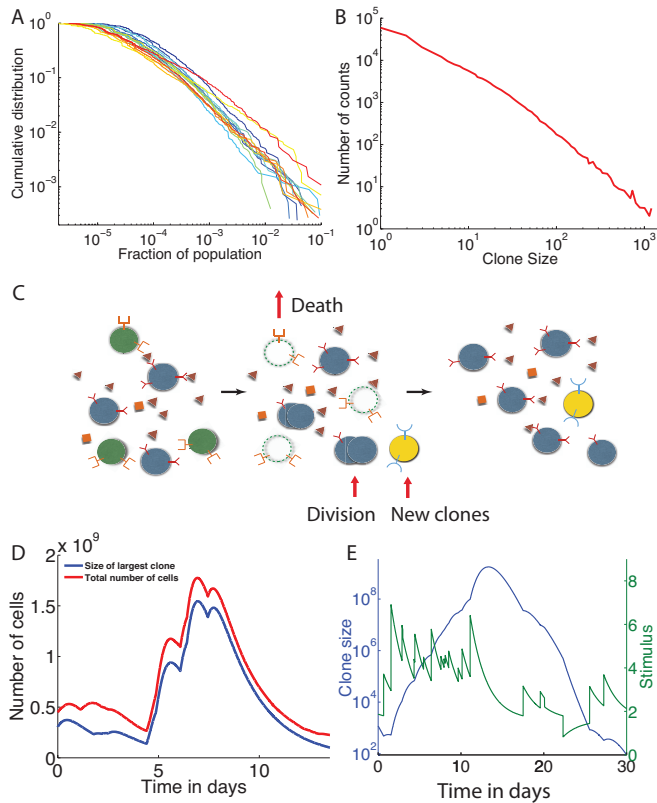 A
Cumulative distribution
10^0
10^-1
10^-2
10^-3
10^-5
10^-4
10^-3
10^-2
10^-1
Fraction of population
B
Number of counts
10^5
10^4
10^3
10^2
10^1
10^0
10^0
10^1
10^2
10^3
Clone Size
C
Death
Division
New clones
D
2 x 10^9
Size of largest clone
Total number of cells
Number of cells
1.5
1
0.5
0
0
5
10
Time in days
E
Clone size
10^8
10^6
10^4
10^2
Stimulus
8
6
4
2
0
0
10
20
30
Time in days